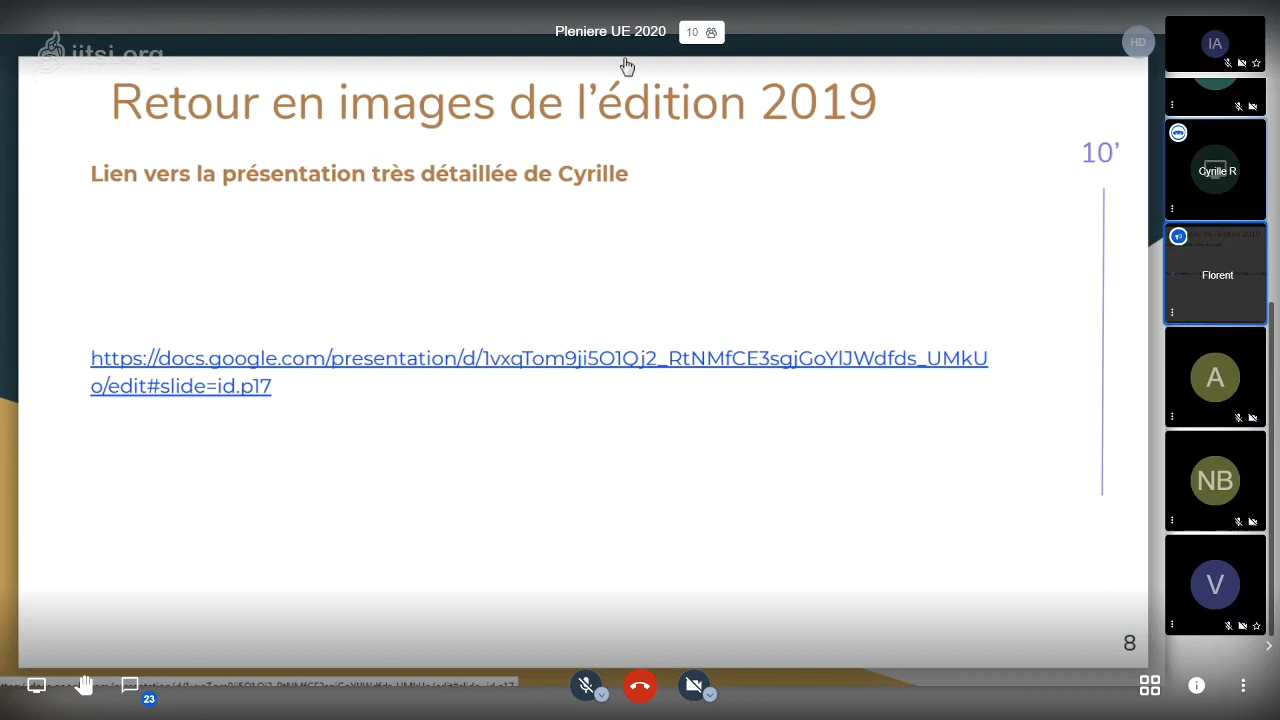 Pleniere UE 2020
10
HD
jitsi.org
IA
Retour en images de l’édition 2019
10’
Lien vers la présentation très détaillée de Cyrille
Cyrille R
Florent
https://docs.google.com/presentation/d/1vxqTom9ji5O1Qj2_RtNMfCE3sgjGoYlJWdfds_UMkU
o/edit#slide=id.p17
A
NB
V
8
23